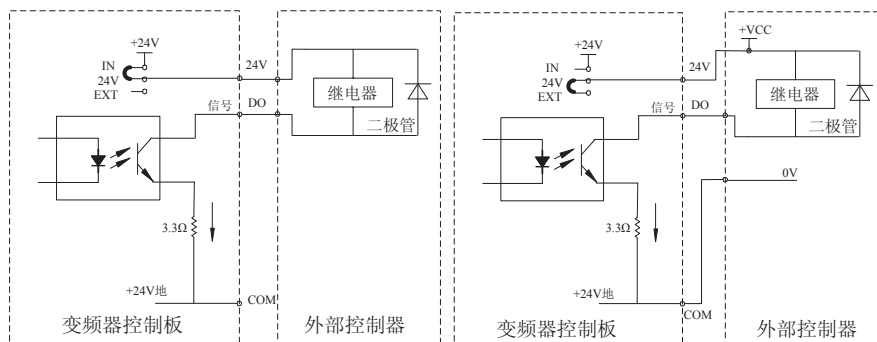 +24V
IN
24V
EXT
24V
信号
DO
继电器
二极管
3.3Ω
+24V地
COM
变频器控制板
外部控制器
+VCC
+24V
IN
24V
EXT
24V
信号
DO
继电器
二极管
0V
3.3Ω
+24V地
COM
变频器控制板
外部控制器